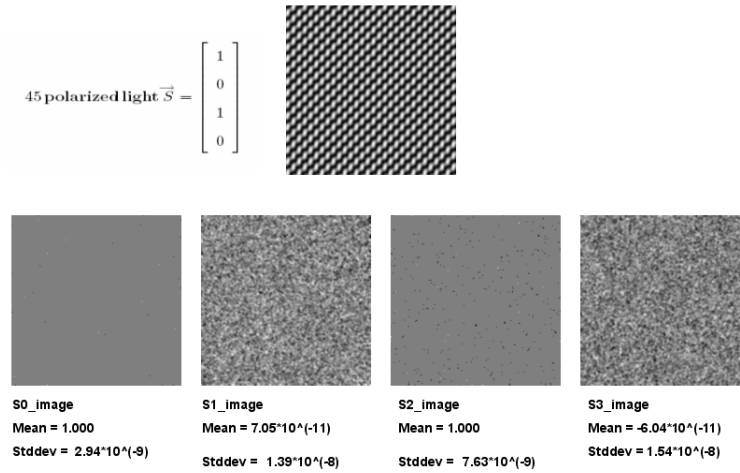 45 polarized light S⃗ = [ 1 0 1 0 ]
S0_image
Mean = 1.000
Stddev = 2.94*10^(-9)
S1_image
Mean = 7.05*10^(-11)
Stddev = 1.39*10^(-8)
S2_image
Mean = 1.000
Stddev = 7.63*10^(-9)
S3_image
Mean = -6.04*10^(-11)
Stddev = 1.54*10^(-8)